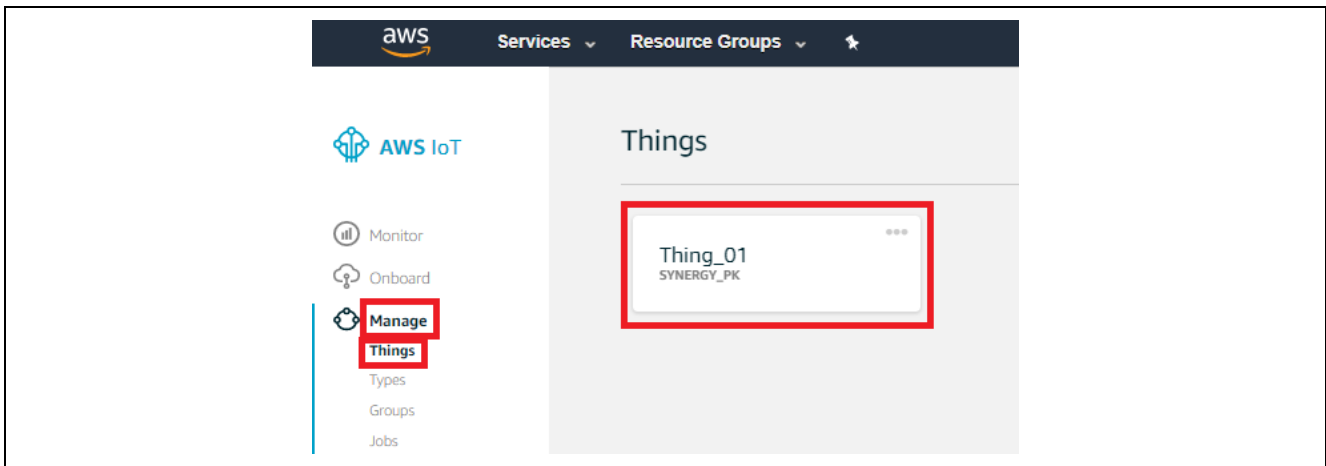 aws Services Resource Groups
AWS IoT
Things
Monitor
Thing_01
SYNERGY_PK
Onboard
Manage
Things
Types
Groups
Jobs